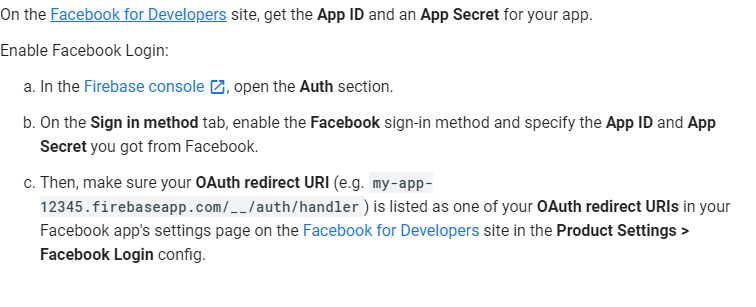 On the Facebook for Developers site, get the App ID and an App Secret for your app.
Enable Facebook Login:
a. In the Firebase console , open the Auth section.
b. On the Sign in method tab, enable the Facebook sign-in method and specify the App ID and App
Secret you got from Facebook.
c. Then, make sure your OAuth redirect URI (e.g. my-app-
12345.firebaseapp.com/__/auth/handler ) is listed as one of your OAuth redirect URIs in your
Facebook app's settings page on the Facebook for Developers site in the Product Settings >
Facebook Login config.